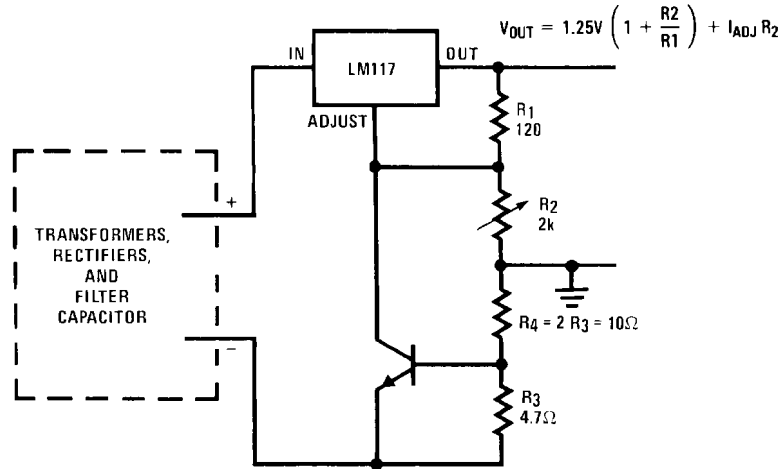 V_OUT = 1.25V (1 + R2/R1) + I_ADJ R2
IN
LM117
OUT
ADJUST
R1
120
+
R2
2k
TRANSFORMERS,
RECTIFIERS,
AND
FILTER
CAPACITOR
R4 = 2 R3 = 10Ω
−
R3
4.7Ω